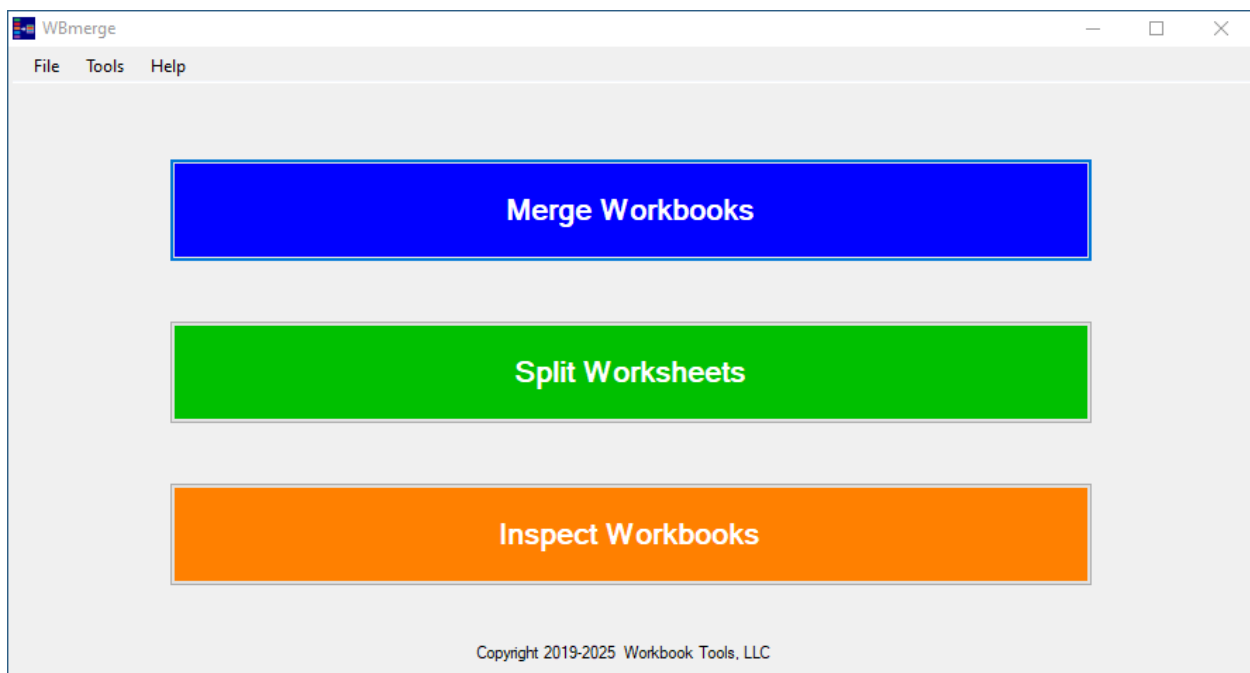 WBmerge
File Tools Help
Merge Workbooks
Split Worksheets
Inspect Workbooks
Copyright 2019-2025 Workbook Tools, LLC